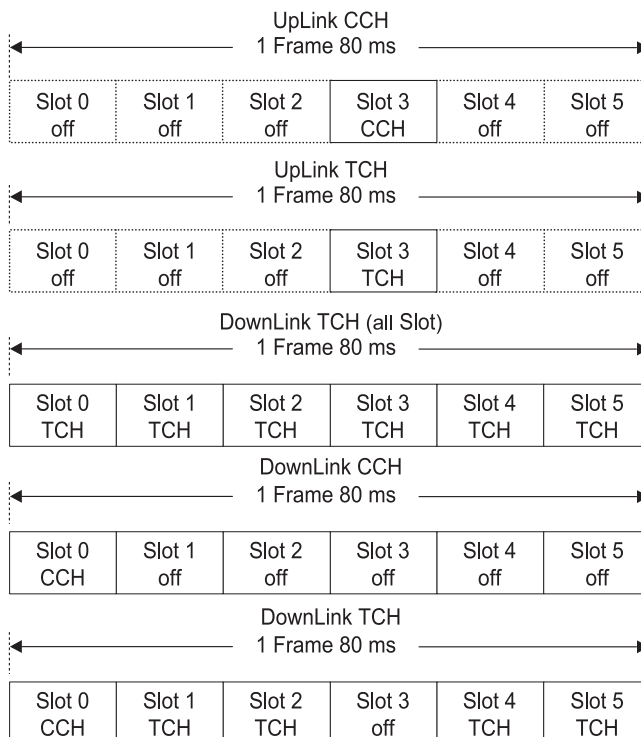 UpLink CCH
1 Frame 80 ms
Slot 0 Slot 1 Slot 2 Slot 3 Slot 4 Slot 5
off off off CCH off off
UpLink TCH
1 Frame 80 ms
Slot 0 Slot 1 Slot 2 Slot 3 Slot 4 Slot 5
off off off TCH off off
DownLink TCH (all Slot)
1 Frame 80 ms
Slot 0 Slot 1 Slot 2 Slot 3 Slot 4 Slot 5
TCH TCH TCH TCH TCH TCH
DownLink CCH
1 Frame 80 ms
Slot 0 Slot 1 Slot 2 Slot 3 Slot 4 Slot 5
CCH off off off off off
DownLink TCH
1 Frame 80 ms
Slot 0 Slot 1 Slot 2 Slot 3 Slot 4 Slot 5
CCH TCH TCH off TCH TCH